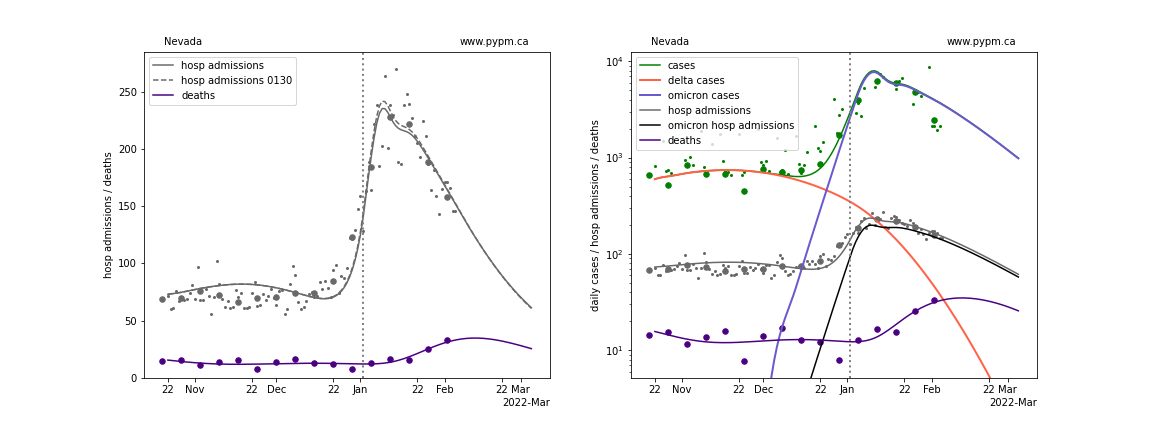 Nevada www.pypm.ca
hosp admissions
hosp admissions 0130
deaths
hosp admissions / deaths
250
200
150
100
50
0
22 Nov 22 Dec 22 Jan 22 Feb 22 Mar
2022-Mar
Nevada www.pypm.ca
cases
delta cases
omicron cases
hosp admissions
omicron hosp admissions
deaths
daily cases / hosp admissions / deaths
10⁴
10³
10²
10¹
22 Nov 22 Dec 22 Jan 22 Feb 22 Mar
2022-Mar